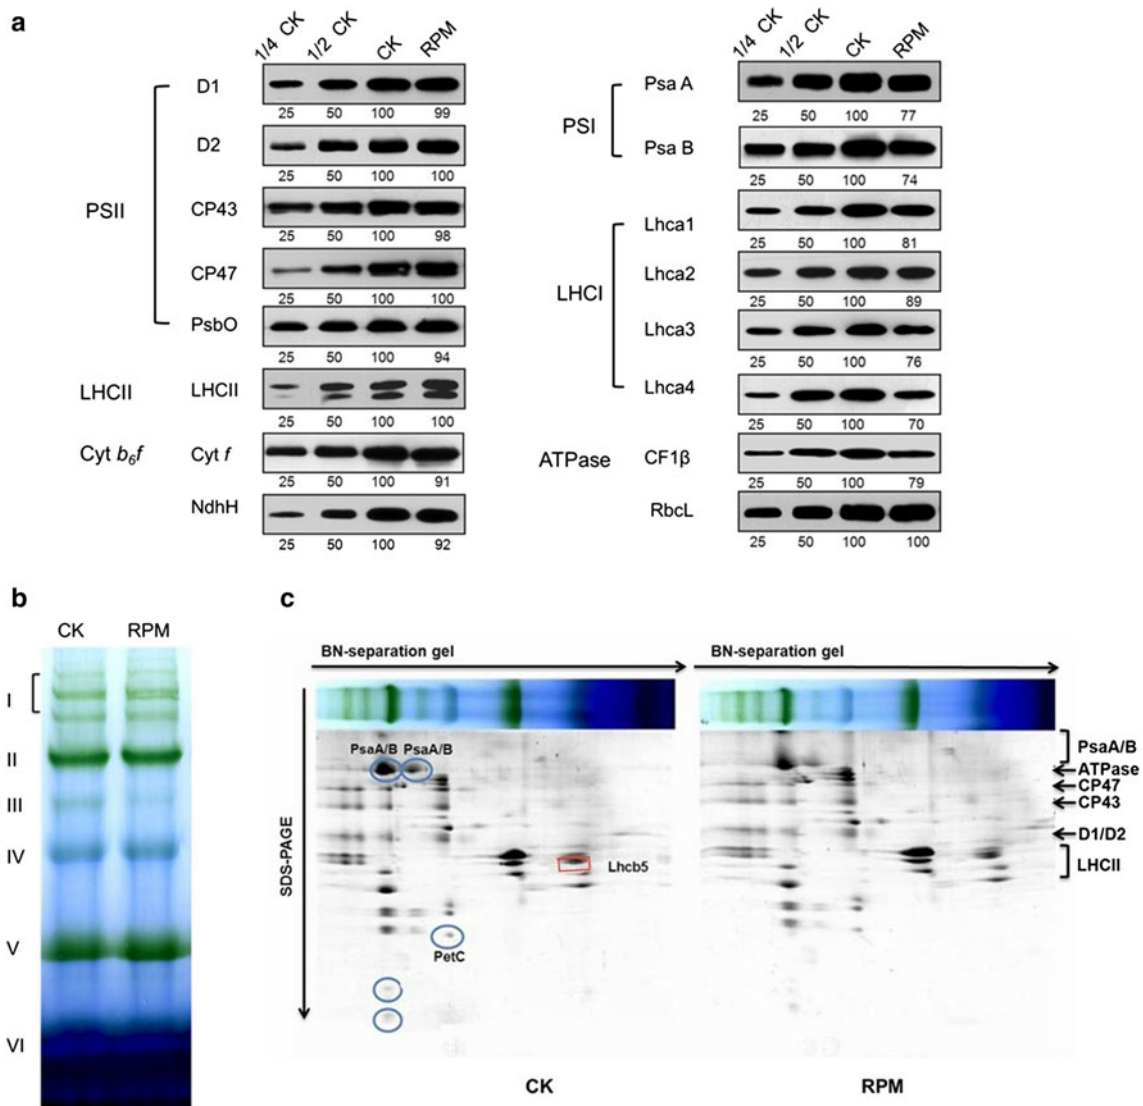 a
1/4 CK 1/2 CK CK RPM
PSII
D1
25 50 100 99
D2
25 50 100 100
CP43
25 50 100 98
CP47
25 50 100 100
PsbO
25 50 100 94
LHCII LHCII
25 50 100 100
Cyt b6f Cyt f
25 50 100 91
NdhH
25 50 100 92
1/4 CK 1/2 CK CK RPM
PSI
Psa A
25 50 100 77
Psa B
25 50 100 74
LHCI
Lhca1
25 50 100 81
Lhca2
25 50 100 89
Lhca3
25 50 100 76
Lhca4
25 50 100 70
ATPase CF1β
25 50 100 79
RbcL
25 50 100 100
b
CK RPM
I
II
III
IV
V
VI
c
BN-separation gel
BN-separation gel
SDS-PAGE
PsaA/B PsaA/B
Lhcb5
PetC
PsaA/B
ATPase
CP47
CP43
D1/D2
LHCII
CK
RPM